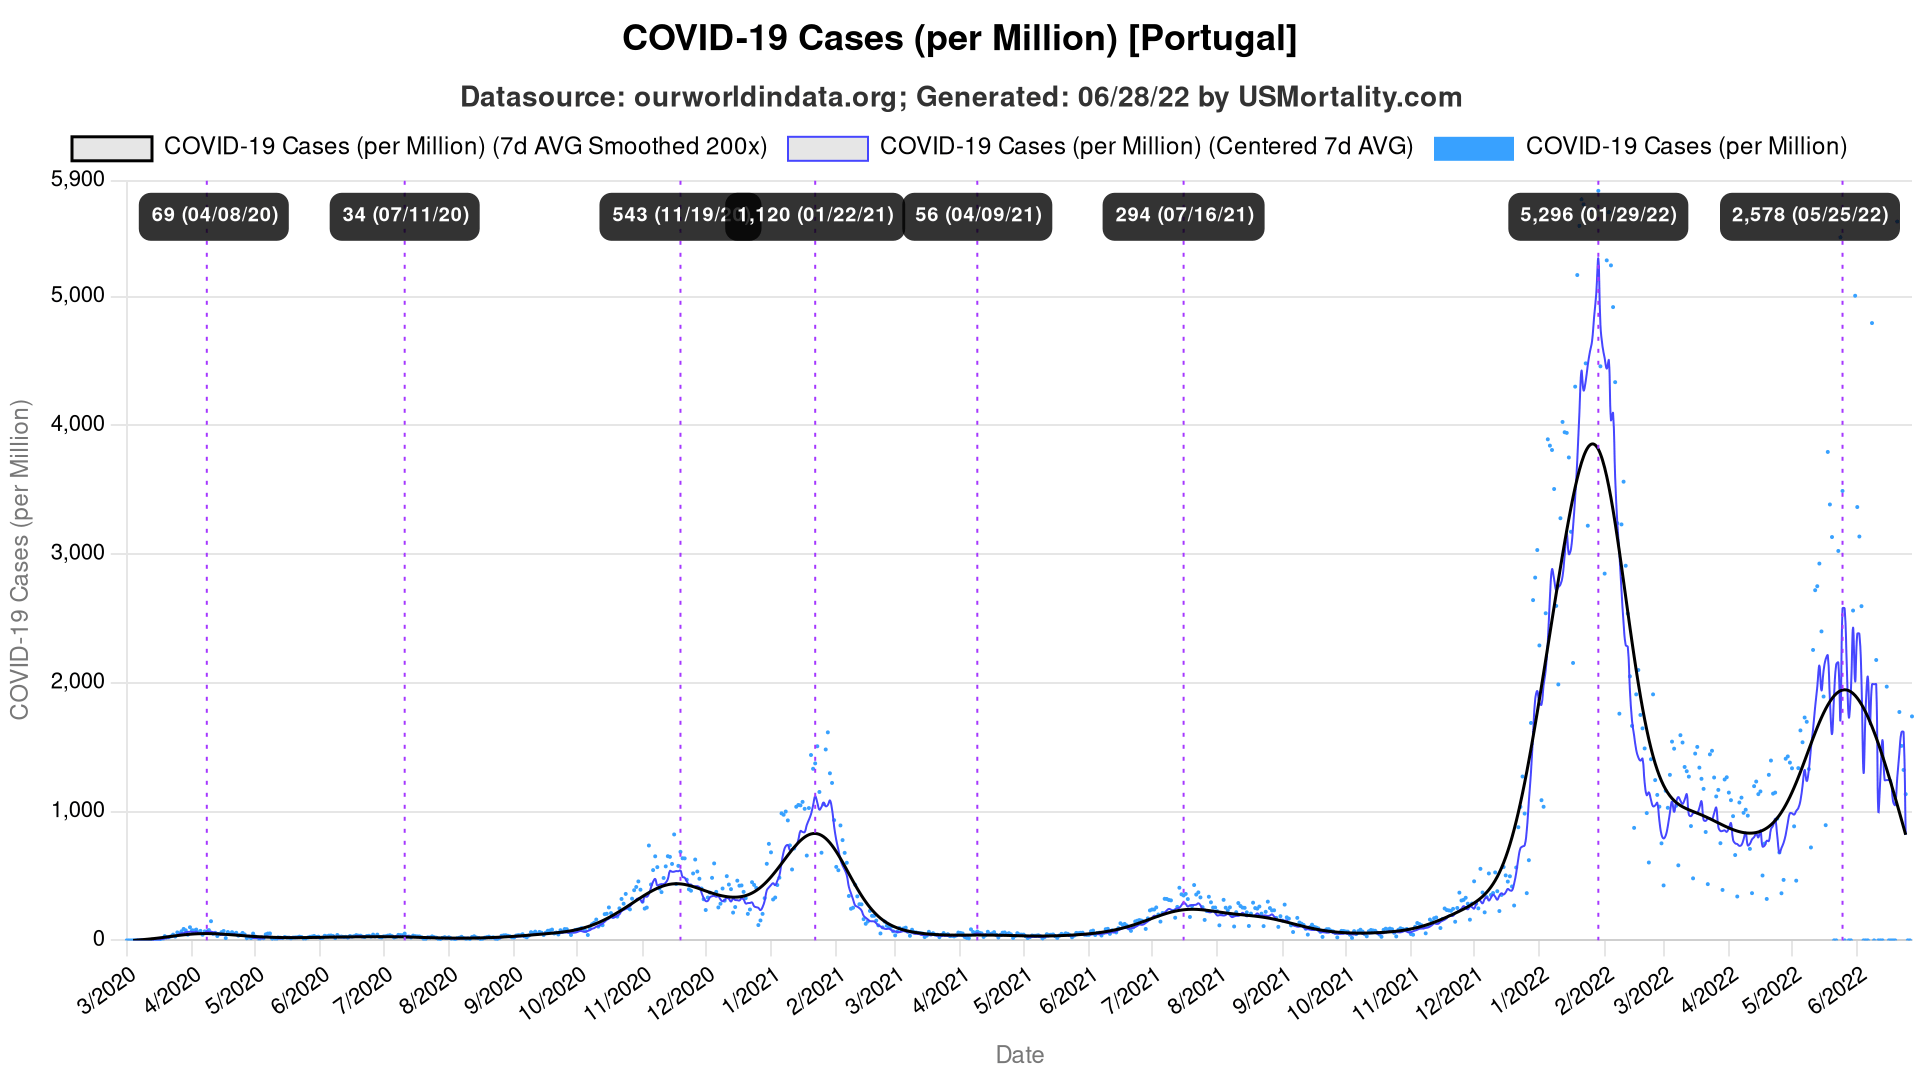 COVID-19 Cases (per Million) [Portugal]
Datasource: ourworldindata.org; Generated: 06/28/22 by USMortality.com
COVID-19 Cases (per Million) (7d AVG Smoothed 200x) COVID-19 Cases (per Million) (Centered 7d AVG) COVID-19 Cases (per Million)
5,900
69 (04/08/20) 34 (07/11/20) 543 (11/19/20) 1,120 (01/22/21) 56 (04/09/21) 294 (07/16/21) 5,296 (01/29/22) 2,578 (05/25/22)
5,000
4,000
3,000
2,000
1,000
0
COVID-19 Cases (per Million)
3/2020 4/2020 5/2020 6/2020 7/2020 8/2020 9/2020 10/2020 11/2020 12/2020 1/2021 2/2021 3/2021 4/2021 5/2021 6/2021 7/2021 8/2021 9/2021 10/2021 11/2021 12/2021 1/2022 2/2022 3/2022 4/2022 5/2022 6/2022
Date